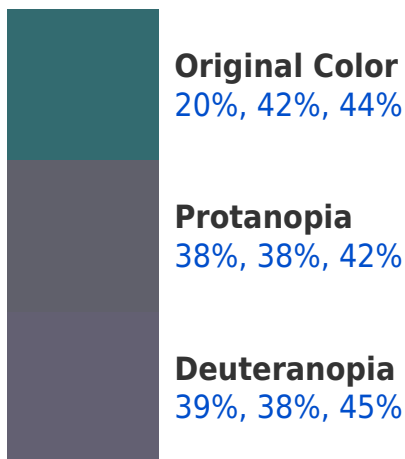 Original Color
20%, 42%, 44%
Protanopia
38%, 38%, 42%
Deuteranopia
39%, 38%, 45%